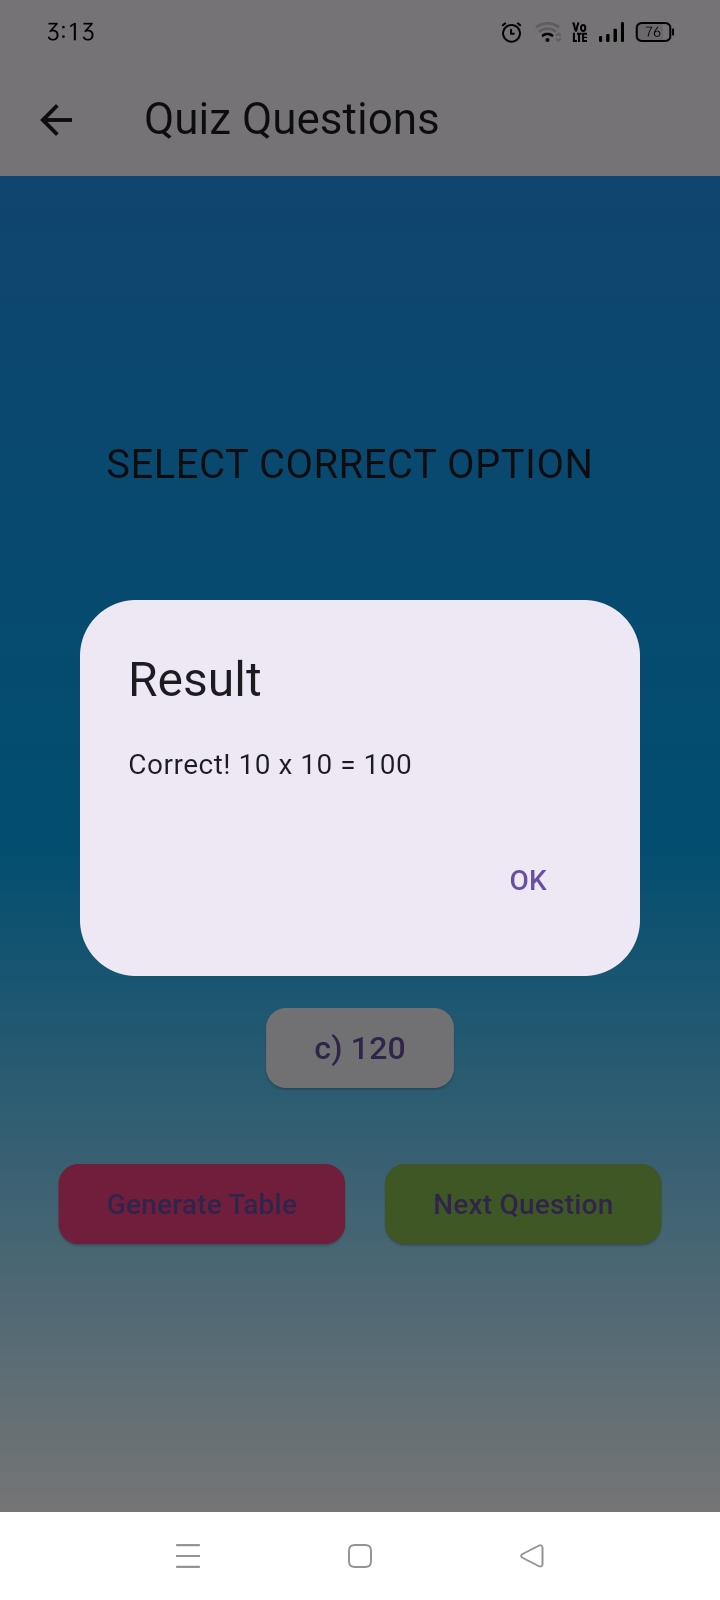 3:13
Vo
LTE
76
Quiz Questions
SELECT CORRECT OPTION
Result
Correct! 10 x 10 = 100
OK
c) 120
Generate Table
Next Question